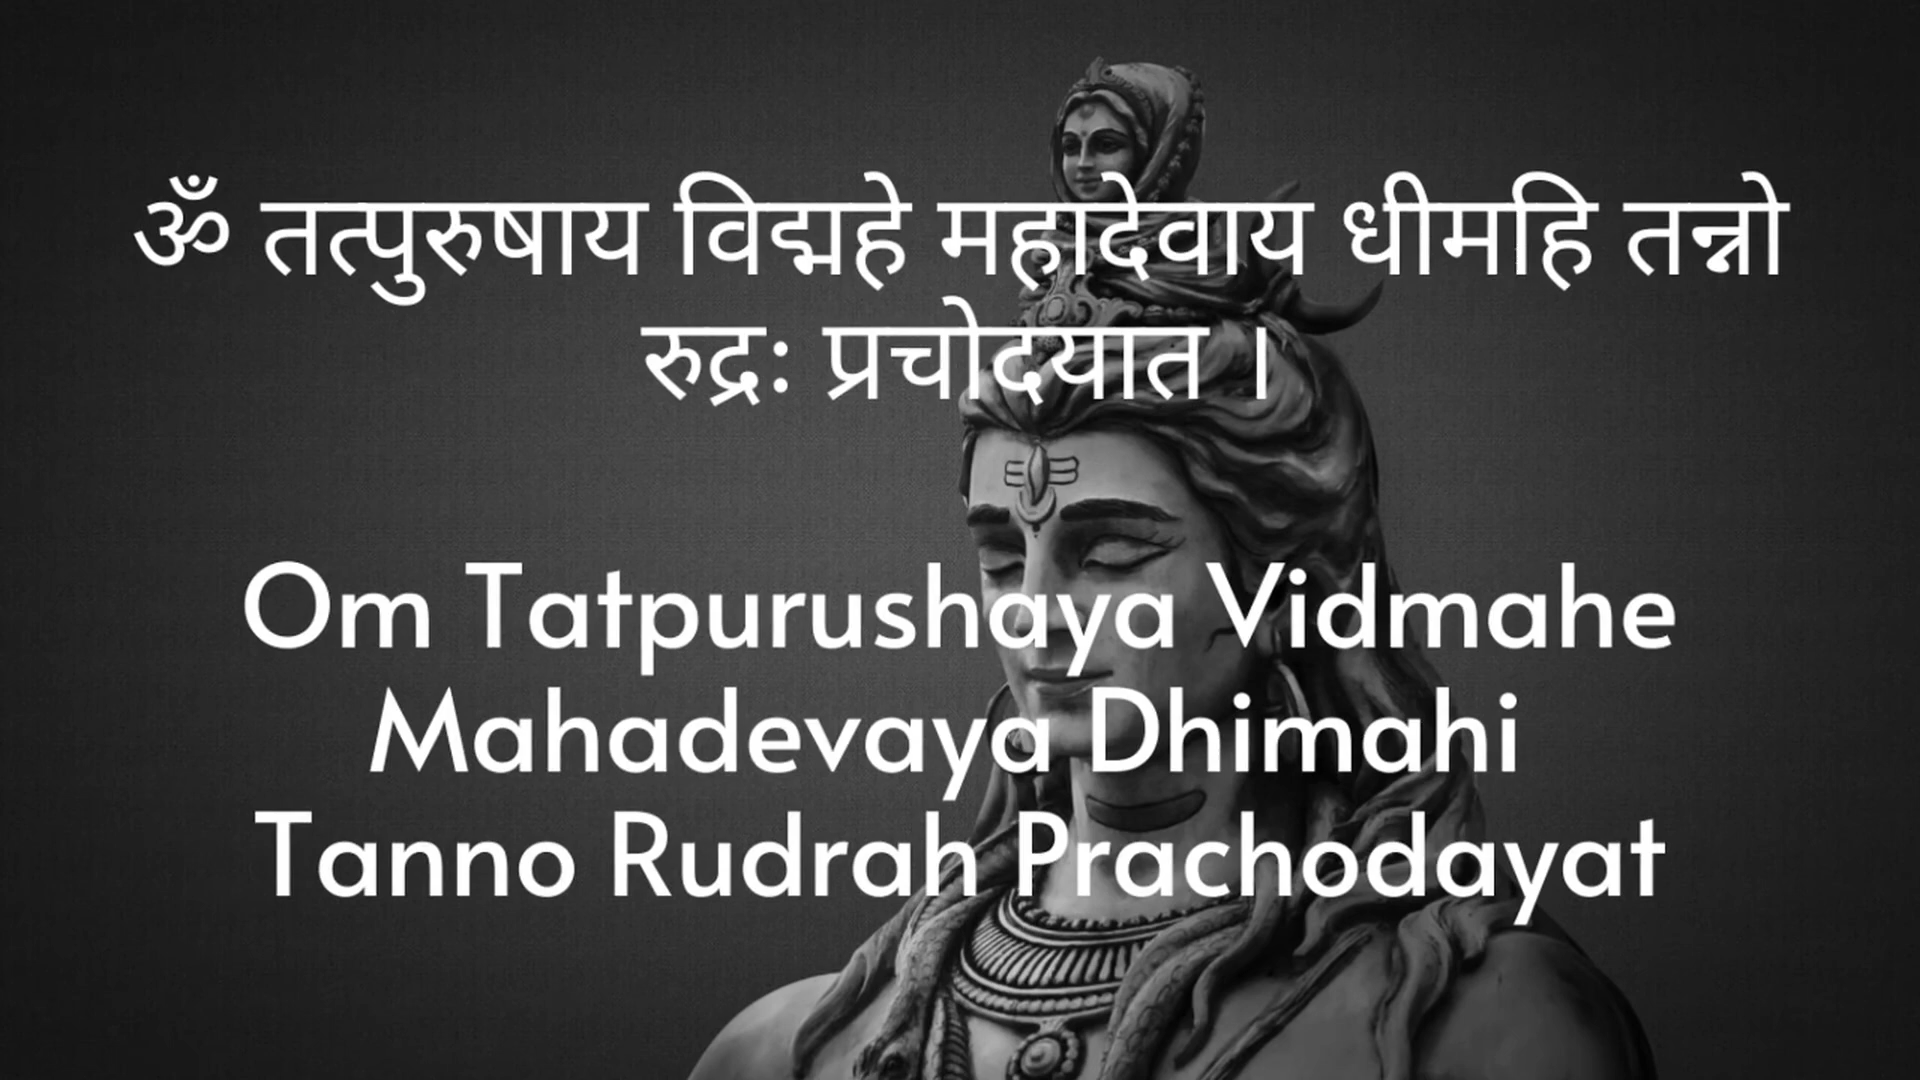 ॐ तत्पुरुषाय विद्महे महादेवाय धीमहि तन्नो
रुद्रः प्रचोदयात ।
Om Tatpurushaya Vidmahe
Mahadevaya Dhimahi
Tanno Rudrah Prachodayat